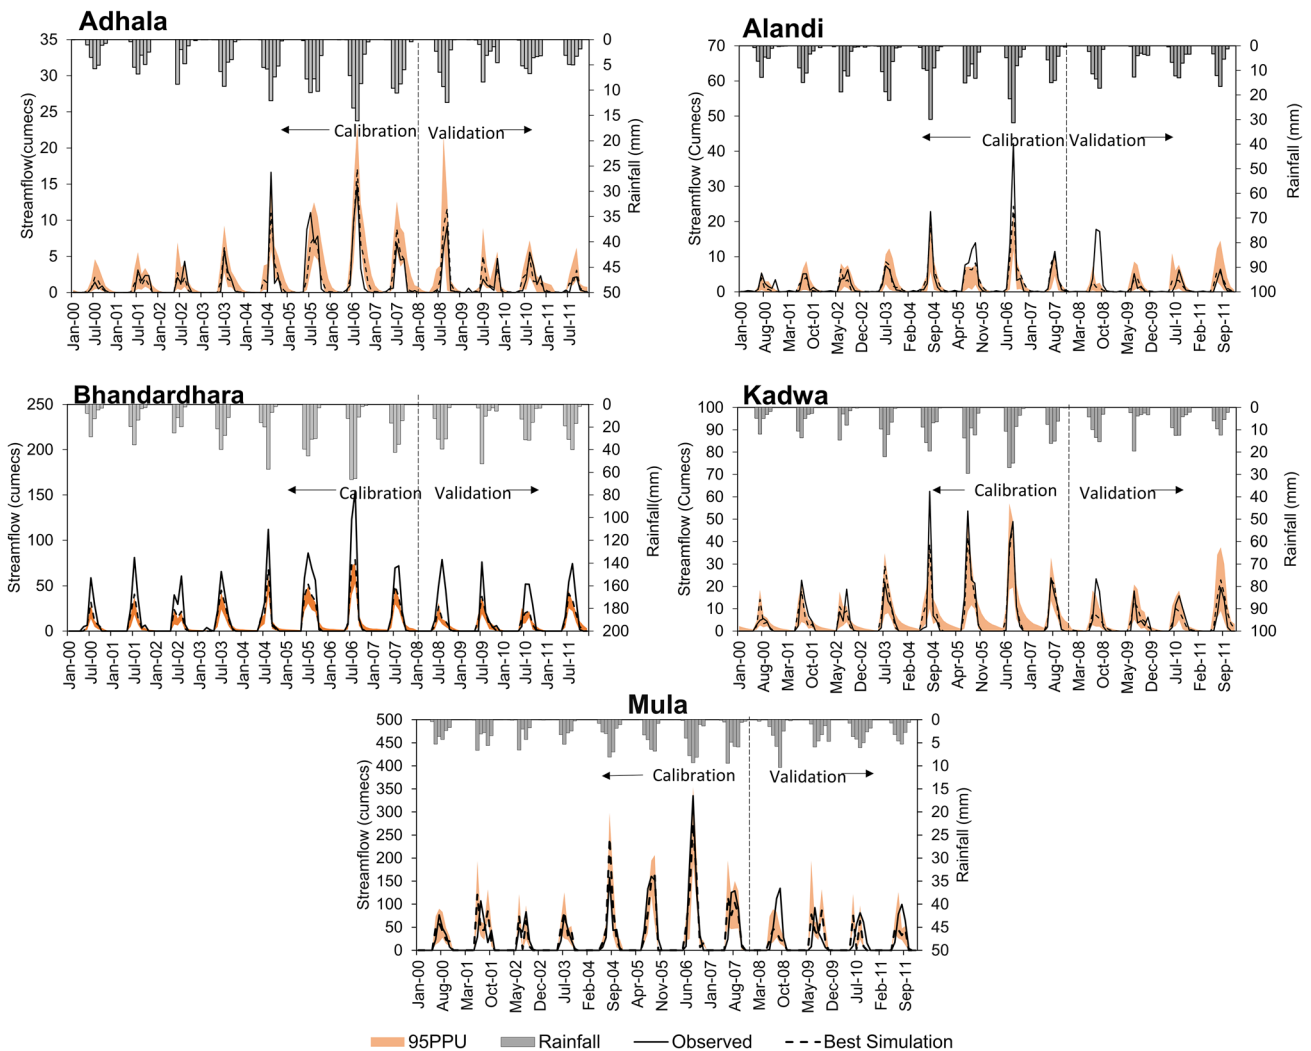 Adhala
Streamflow(cumecs)
35
30
25
20
15
10
5
0
Calibration
Validation
0
5
10
15
20
25
30
35
40
45
50
Rainfall (mm)
Jan-00
Jul-00
Jan-01
Jul-01
Jan-02
Jul-02
Jan-03
Jul-03
Jan-04
Jul-04
Jan-05
Jul-05
Jan-06
Jul-06
Jan-07
Jul-07
Jan-08
Jul-08
Jan-09
Jul-09
Jan-10
Jul-10
Jan-11
Jul-11
Alandi
Streamflow (Cumecs)
70
60
50
40
30
20
10
0
Calibration
Validation
0
10
20
30
40
50
60
70
80
90
100
Rainfall (mm)
Jan-00
Aug-00
Mar-01
Oct-01
May-02
Dec-02
Jul-03
Feb-04
Sep-04
Apr-05
Nov-05
Jun-06
Jan-07
Aug-07
Mar-08
Oct-08
May-09
Dec-09
Jul-10
Feb-11
Sep-11
Bhandardhara
Streamflow (cumecs)
250
200
150
100
50
0
Calibration
Validation
0
20
40
60
80
100
120
140
160
180
200
Rainfall(mm)
Jan-00
Jul-00
Jan-01
Jul-01
Jan-02
Jul-02
Jan-03
Jul-03
Jan-04
Jul-04
Jan-05
Jul-05
Jan-06
Jul-06
Jan-07
Jul-07
Jan-08
Jul-08
Jan-09
Jul-09
Jan-10
Jul-10
Jan-11
Jul-11
Kadwa
Streamflow (Cumecs)
100
90
80
70
60
50
40
30
20
10
0
Calibration
Validation
0
10
20
30
40
50
60
70
80
90
100
Rainfall (mm)
Jan-00
Aug-00
Mar-01
Oct-01
May-02
Dec-02
Jul-03
Feb-04
Sep-04
Apr-05
Nov-05
Jun-06
Jan-07
Aug-07
Mar-08
Oct-08
May-09
Dec-09
Jul-10
Feb-11
Sep-11
Mula
Streamflow (cumecs)
500
450
400
350
300
250
200
150
100
50
0
Calibration
Validation
0
5
10
15
20
25
30
35
40
45
50
Rainfall (mm)
Jan-00
Aug-00
Mar-01
Oct-01
May-02
Dec-02
Jul-03
Feb-04
Sep-04
Apr-05
Nov-05
Jun-06
Jan-07
Aug-07
Mar-08
Oct-08
May-09
Dec-09
Jul-10
Feb-11
Sep-11
95PPU
Rainfall
Observed
Best Simulation